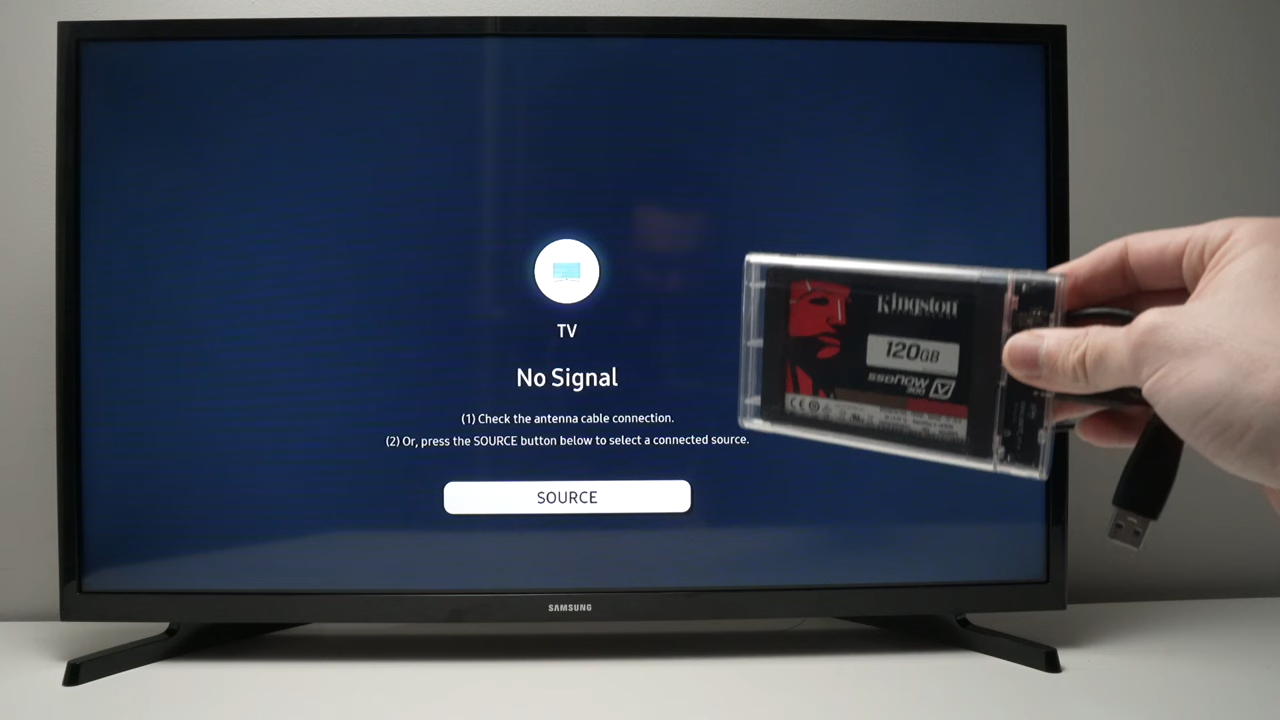 TV
No Signal
(1) Check the antenna cable connection.
(2) Or, press the SOURCE button below to select a connected source.
SOURCE
SAMSUNG
Kingston
120GB
SSDNOW V
300